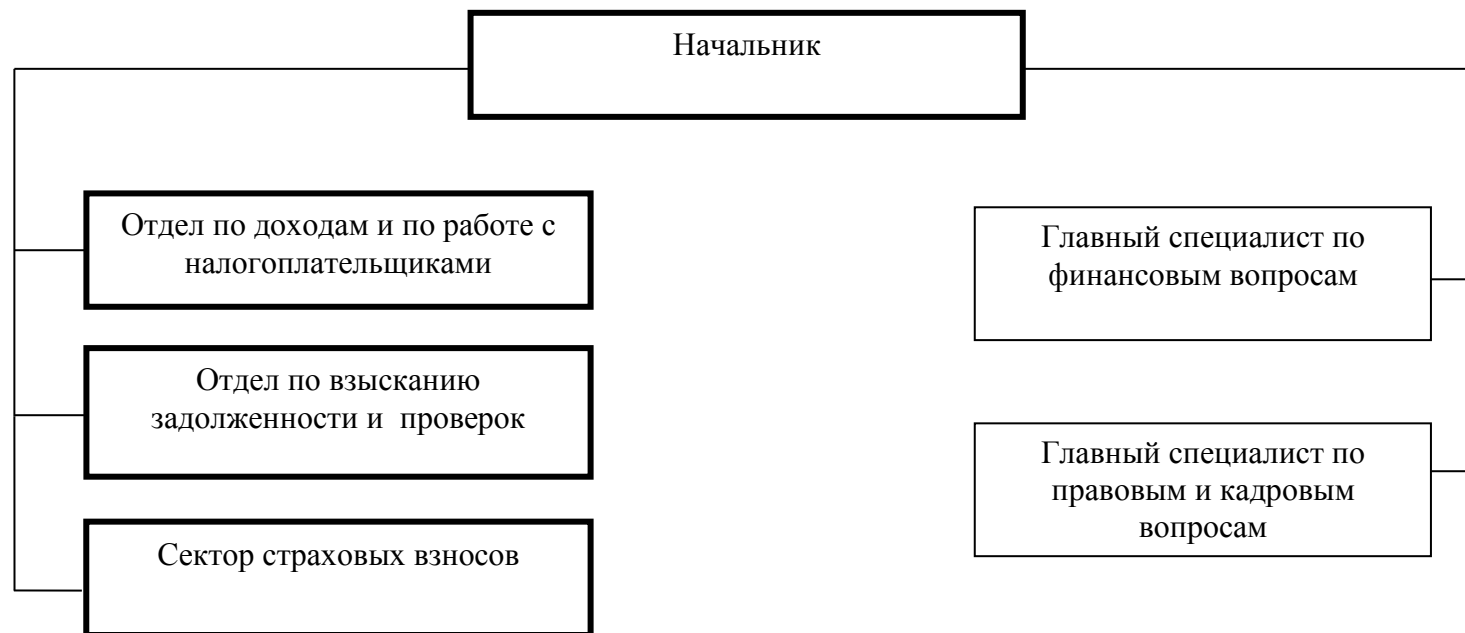 Начальник
Отдел по доходам и по работе с
налогоплательщиками
Отдел по взысканию
задолженности и проверок
Сектор страховых взносов
Главный специалист по
финансовым вопросам
Главный специалист по
правовым и кадровым
вопросам